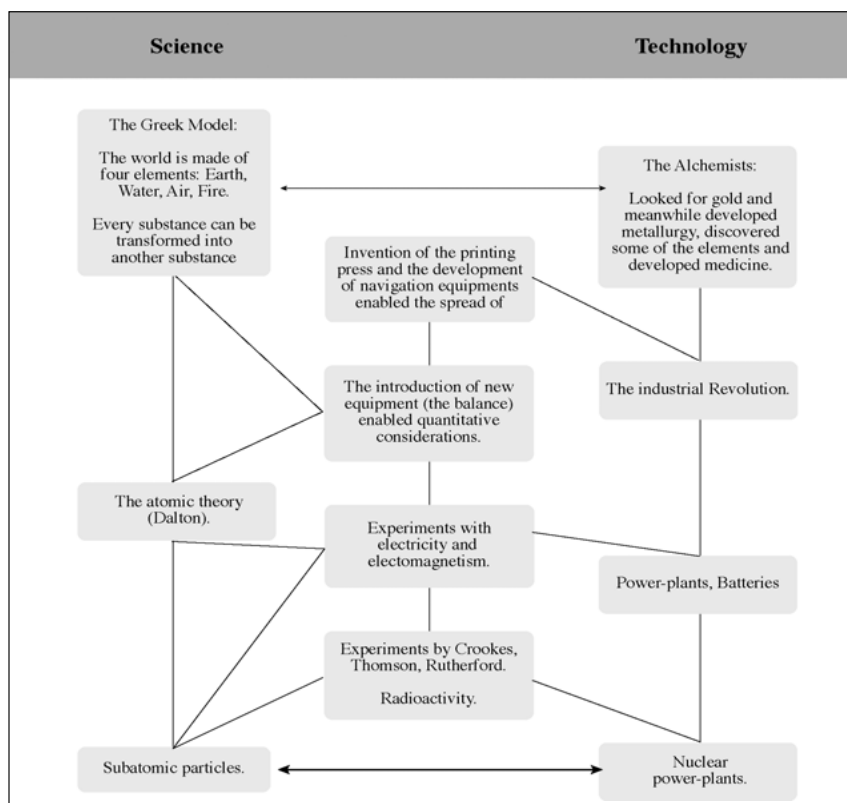 Science
Technology
The Greek Model:
The world is made of
four elements: Earth,
Water, Air, Fire.
Every substance can be
transformed into
another substance
The Alchemists:
Looked for gold and
meanwhile developed
metallurgy, discovered
some of the elements and
developed medicine.
Invention of the printing
press and the development
of navigation equipments
enabled the spread of
The introduction of new
equipment (the balance)
enabled quantitative
considerations.
The industrial Revolution.
The atomic theory
(Dalton).
Experiments with
electricity and
electomagnetism.
Power-plants, Batteries
Experiments by Crookes,
Thomson, Rutherford.
Radioactivity.
Subatomic particles.
Nuclear
power-plants.